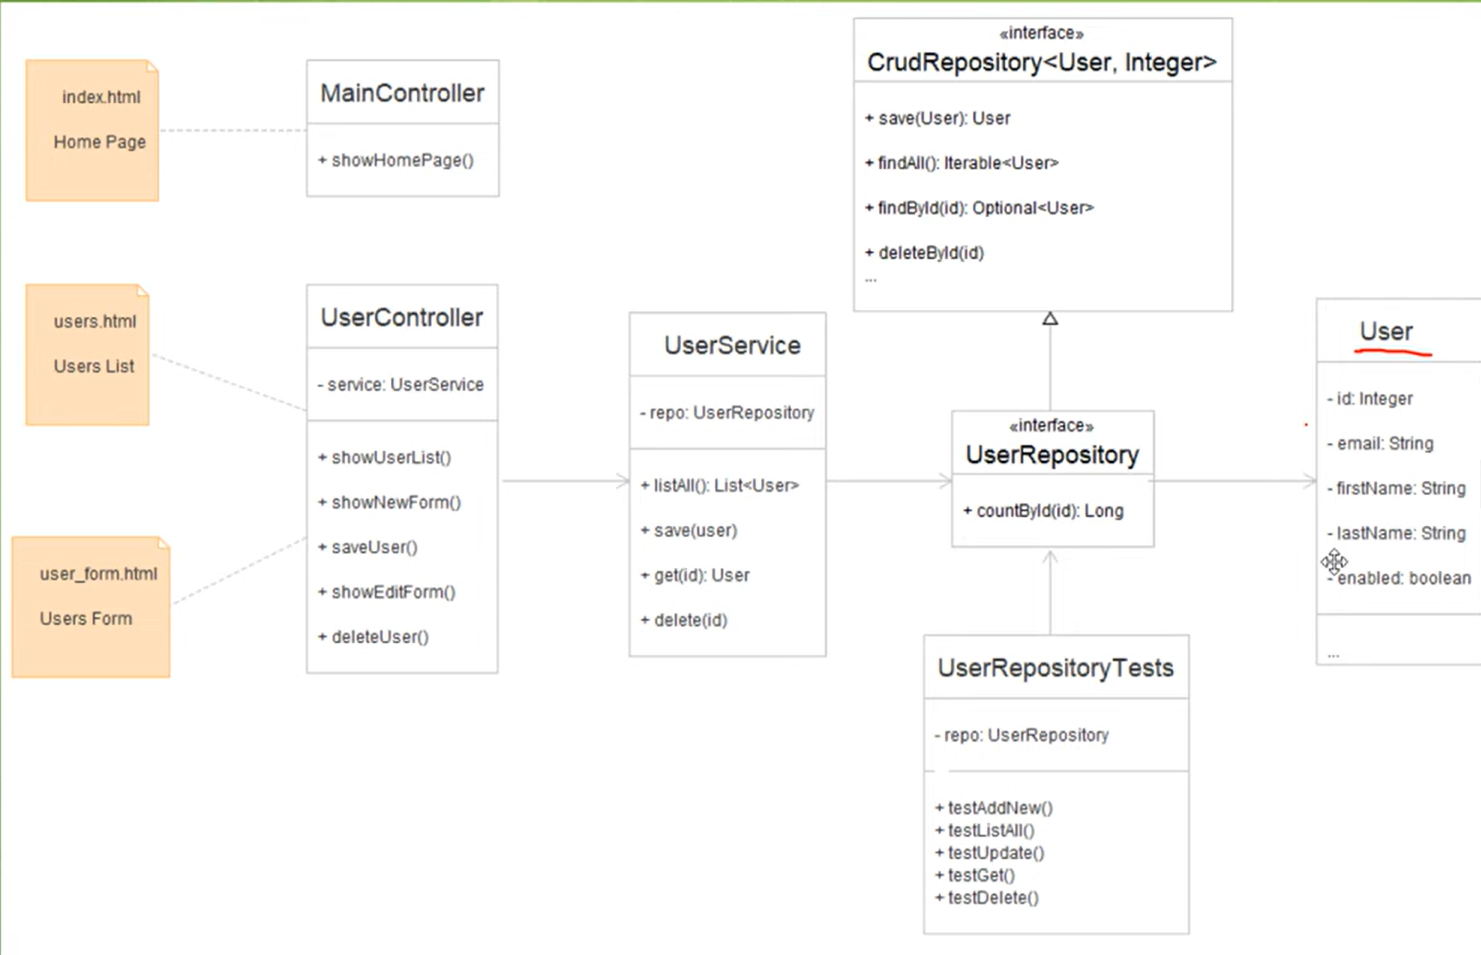 index.html
Home Page
MainController
+ showHomePage()
«interface»
CrudRepository<User, Integer>
+ save(User): User
+ findAll(): Iterable<User>
+ findById(id): Optional<User>
+ deleteById(id)
...
users.html
Users List
UserController
- service: UserService
+ showUserList()
+ showNewForm()
+ saveUser()
+ showEditForm()
+ deleteUser()
user_form.html
Users Form
UserService
- repo: UserRepository
+ listAll(): List<User>
+ save(user)
+ get(id): User
+ delete(id)
«interface»
UserRepository
+ countById(id): Long
User
- id: Integer
- email: String
- firstName: String
- lastName: String
- enabled: boolean
...
UserRepositoryTests
- repo: UserRepository
+ testAddNew()
+ testListAll()
+ testUpdate()
+ testGet()
+ testDelete()